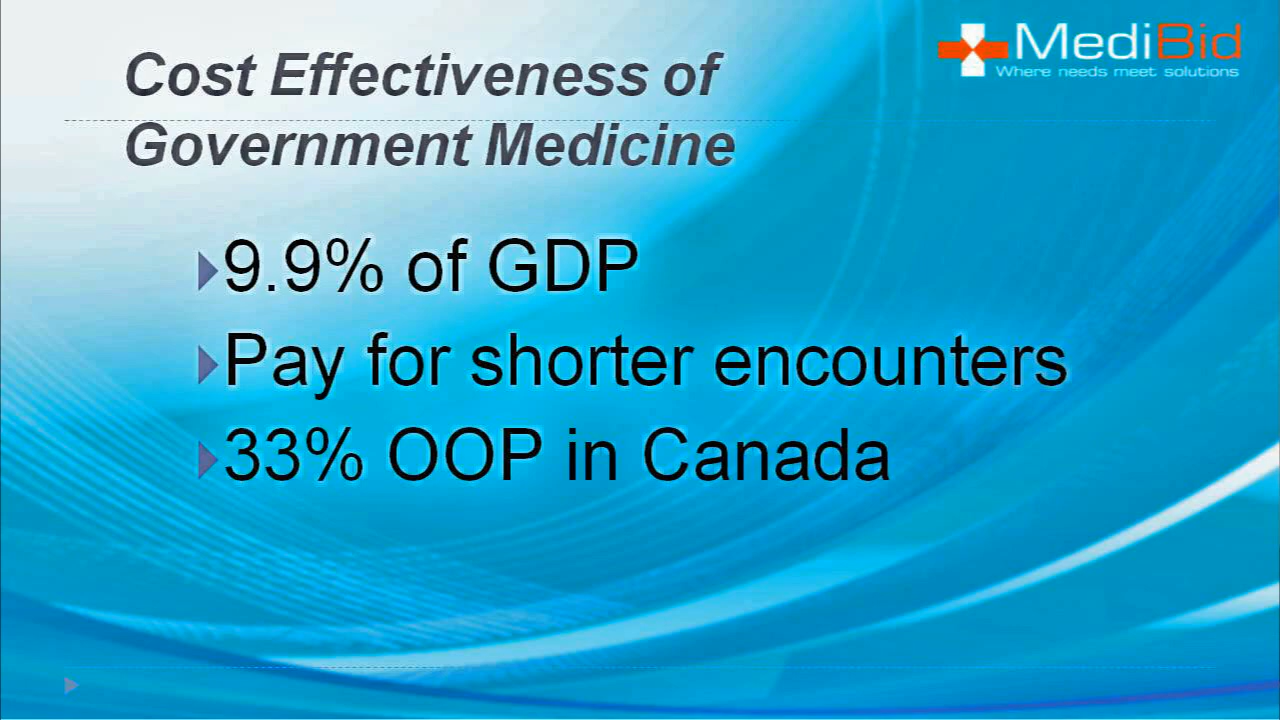 Cost Effectiveness of
Government Medicine
MediBid
Where needs meet solutions
9.9% of GDP
Pay for shorter encounters
33% OOP in Canada